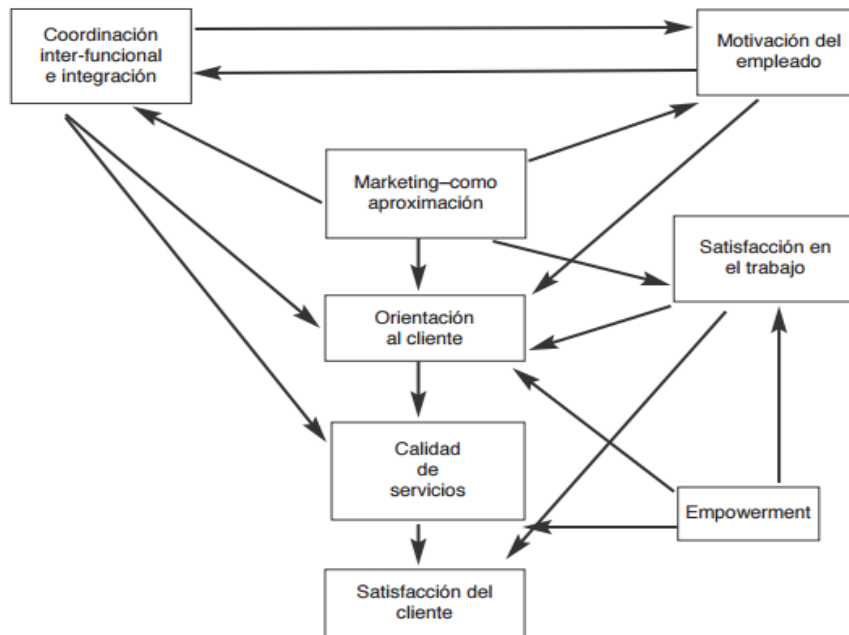 Coordinación
inter-funcional
e integración
Motivación del
empleado
Marketing–como
aproximación
Satisfacción en
el trabajo
Orientación
al cliente
Calidad
de
servicios
Empowerment
Satisfacción del
cliente